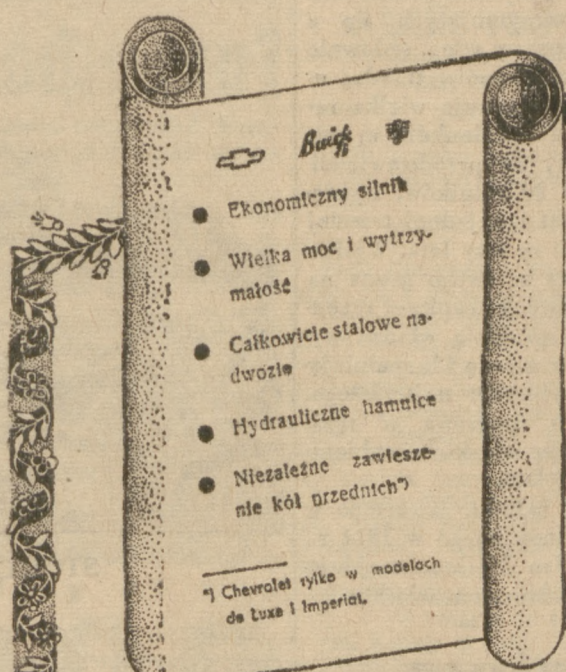 Buick
● Ekonomiczny silnik
● Wielka moc i wytrzy-
małość
● Całkowicie stalowe na-
dwozie
● Hydrauliczne hamulce
● Niezależne zawiesze-
nie kół przednich*)
*) Chevrolet tylko w modelach
de Luxe i Imperial.